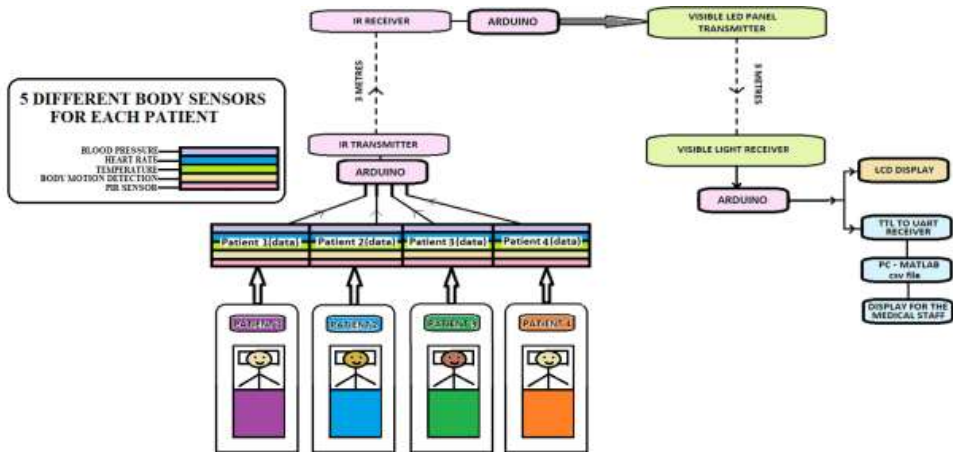 IR RECEIVER
ARDUINO
VISIBLE LED PANEL
TRANSMITTER
3 METRES
3 METRES
5 DIFFERENT BODY SENSORS
FOR EACH PATIENT
BLOOD PRESSURE
HEART RATE
TEMPERATURE
BODY MOTION DETECTION
PIR SENSOR
IR TRANSMITTER
ARDUINO
VISIBLE LIGHT RECEIVER
ARDUINO
LCD DISPLAY
TTL TO UART
RECEIVER
PC - MATLAB
csv file
DISPLAY FOR THE
MEDICAL STAFF
Patient 1(data)
Patient 2(data)
Patient 3(data)
Patient 4(data)
PATIENT-1
PATIENT-2
PATIENT-3
PATIENT-4